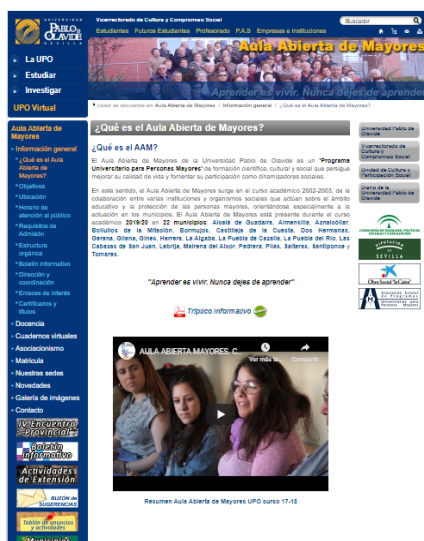 UNIVERSIDAD
PABLO DE
OLAVIDE
SEVILLA
Vicerrectorado de Cultura y Compromiso Social
Buscador
Estudiantes Futuros Estudiantes Profesorado P.A.S Empresas e Instituciones
Aula Abierta de Mayores
Aprender es vivir. Nunca dejes de aprender
La UPO
Estudiar
Investigar
UPO Virtual
Usted se encuentra en: Aula Abierta de Mayores / Información general / ¿Qué es el Aula Abierta de Mayores?
Aula Abierta de
Mayores
Información general
¿Qué es el Aula
Abierta de
Mayores?
Objetivos
Ubicación
Horario de
atención al público
Requisitos de
Admisión
Estructura
orgánica
Boletín informativo
Dirección y
coordinación
Enlaces de interés
Certificados y
títulos
Docencia
Cuadernos virtuales
Asociacionismo
Matrícula
Nuestras sedes
Novedades
Galería de imágenes
Contacto
IV Encuentro
Provincial
Boletín
Informativo
Actividades
de Extensión
BUZÓN de
SUGERENCIAS
Tablón de anuncios
y actividades
Municipios
¿Qué es el Aula Abierta de Mayores?
¿Qué es el AAM?
El Aula Abierta de Mayores de la Universidad Pablo de Olavide es un "Programa
Universitario para Personas Mayores" de formación científica, cultural y social que persigue
mejorar su calidad de vida y fomentar su participación como dinamizadores sociales.
En este sentido, el Aula Abierta de Mayores surge en el curso académico 2002-2003, de la
colaboración entre varias instituciones y organismos sociales que actúan sobre el ámbito
educativo y la protección de las personas mayores, orientándose especialmente a la
actuación en los municipios. El Aula Abierta de Mayores está presente durante el curso
académico 2019/20 en 22 municipios: Alcalá de Guadaira, Almensilla, Aznalcóllar,
Bollullos de la Mitación, Bormujos, Castilleja de la Cuesta, Dos Hermanas,
Gerena, Gilena, Gines, Herrera, La Algaba, La Puebla de Cazalla, La Puebla del Río, Las
Cabezas de San Juan, Lebrija, Mairena del Alcor, Pedrera, Pilas, Salteras, Santiponce y
Tomares.
"Aprender es vivir. Nunca dejes de aprender"
Tríptico informativo
AULA ABIERTA MAYORES. C...
Ver más ta...
Compartir
Resumen Aula Abierta de Mayores UPO curso 17-18
Universidad Pablo de
Olavide
Vicerrectorado de
Cultura y
Compromiso Social
Unidad de Cultura y
Participación Social
Diario de la
Universidad Pablo de
Olavide
DIPUTACIÓN
SEVILLA
Obra Social "la Caixa"
Asociación Estatal
de Programas
Universitarios para
Personas Mayores